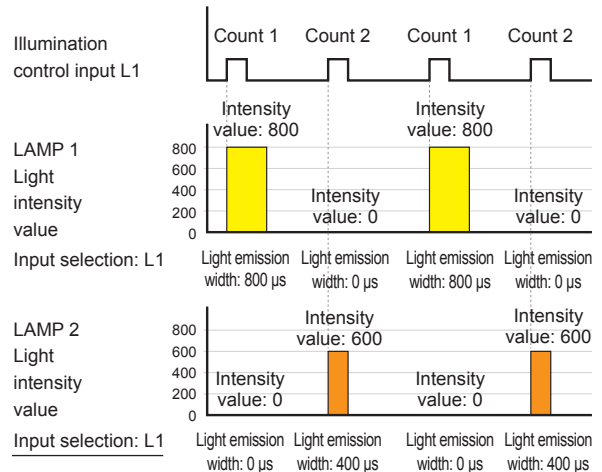 Illumination
control input L1
Count 1 Count 2 Count 1 Count 2
LAMP 1
Light
intensity
value
Input selection: L1
800
600
400
200
0
Intensity
value: 800
Intensity
value: 0
Intensity
value: 800
Intensity
value: 0
Light emission
width: 800 µs
Light emission
width: 0 µs
Light emission
width: 800 µs
Light emission
width: 0 µs
LAMP 2
Light
intensity
value
Input selection: L1
800
600
400
200
0
Intensity
value: 0
Intensity
value: 600
Intensity
value: 0
Intensity
value: 600
Light emission
width: 0 µs
Light emission
width: 400 µs
Light emission
width: 0 µs
Light emission
width: 400 µs